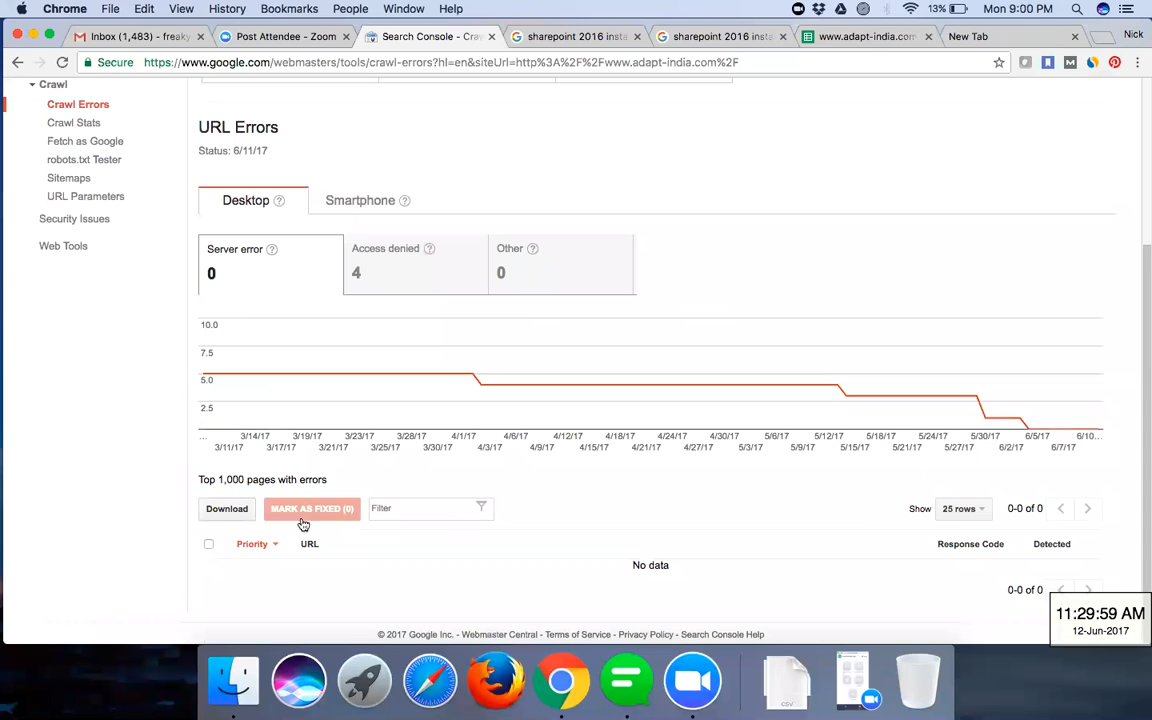 Chrome File Edit View History Bookmarks People Window Help 13% Mon 9:00 PM
Inbox (1,483) - freaky Post Attendee - Zoom Search Console - Craw sharepoint 2016 insta sharepoint 2016 insta www.adapt-india.com New Tab Nick
Secure https://www.google.com/webmasters/tools/crawl-errors?hl=en&siteUrl=http%3A%2F%2Fwww.adapt-india.com%2F
Crawl
Crawl Errors
Crawl Stats
Fetch as Google
robots.txt Tester
Sitemaps
URL Parameters
Security Issues
Web Tools
URL Errors
Status: 6/11/17
Desktop ? Smartphone ?
Server error ? Access denied ? Other ?
0 4 0
10.0
7.5
5.0
2.5
... 3/14/17 3/19/17 3/23/17 3/28/17 4/1/17 4/6/17 4/12/17 4/18/17 4/24/17 4/30/17 5/6/17 5/12/17 5/18/17 5/24/17 5/30/17 6/5/17 6/10...
3/11/17 3/17/17 3/21/17 3/25/17 3/30/17 4/3/17 4/9/17 4/15/17 4/21/17 4/27/17 5/3/17 5/9/17 5/15/17 5/21/17 5/27/17 6/2/17 6/7/17
Top 1,000 pages with errors
Download MARK AS FIXED (0) Filter Show 25 rows 0-0 of 0
Priority URL Response Code Detected
No data
0-0 of 0
11:29:59 AM
12-Jun-2017
© 2017 Google Inc. - Webmaster Central - Terms of Service - Privacy Policy - Search Console Help
CSV